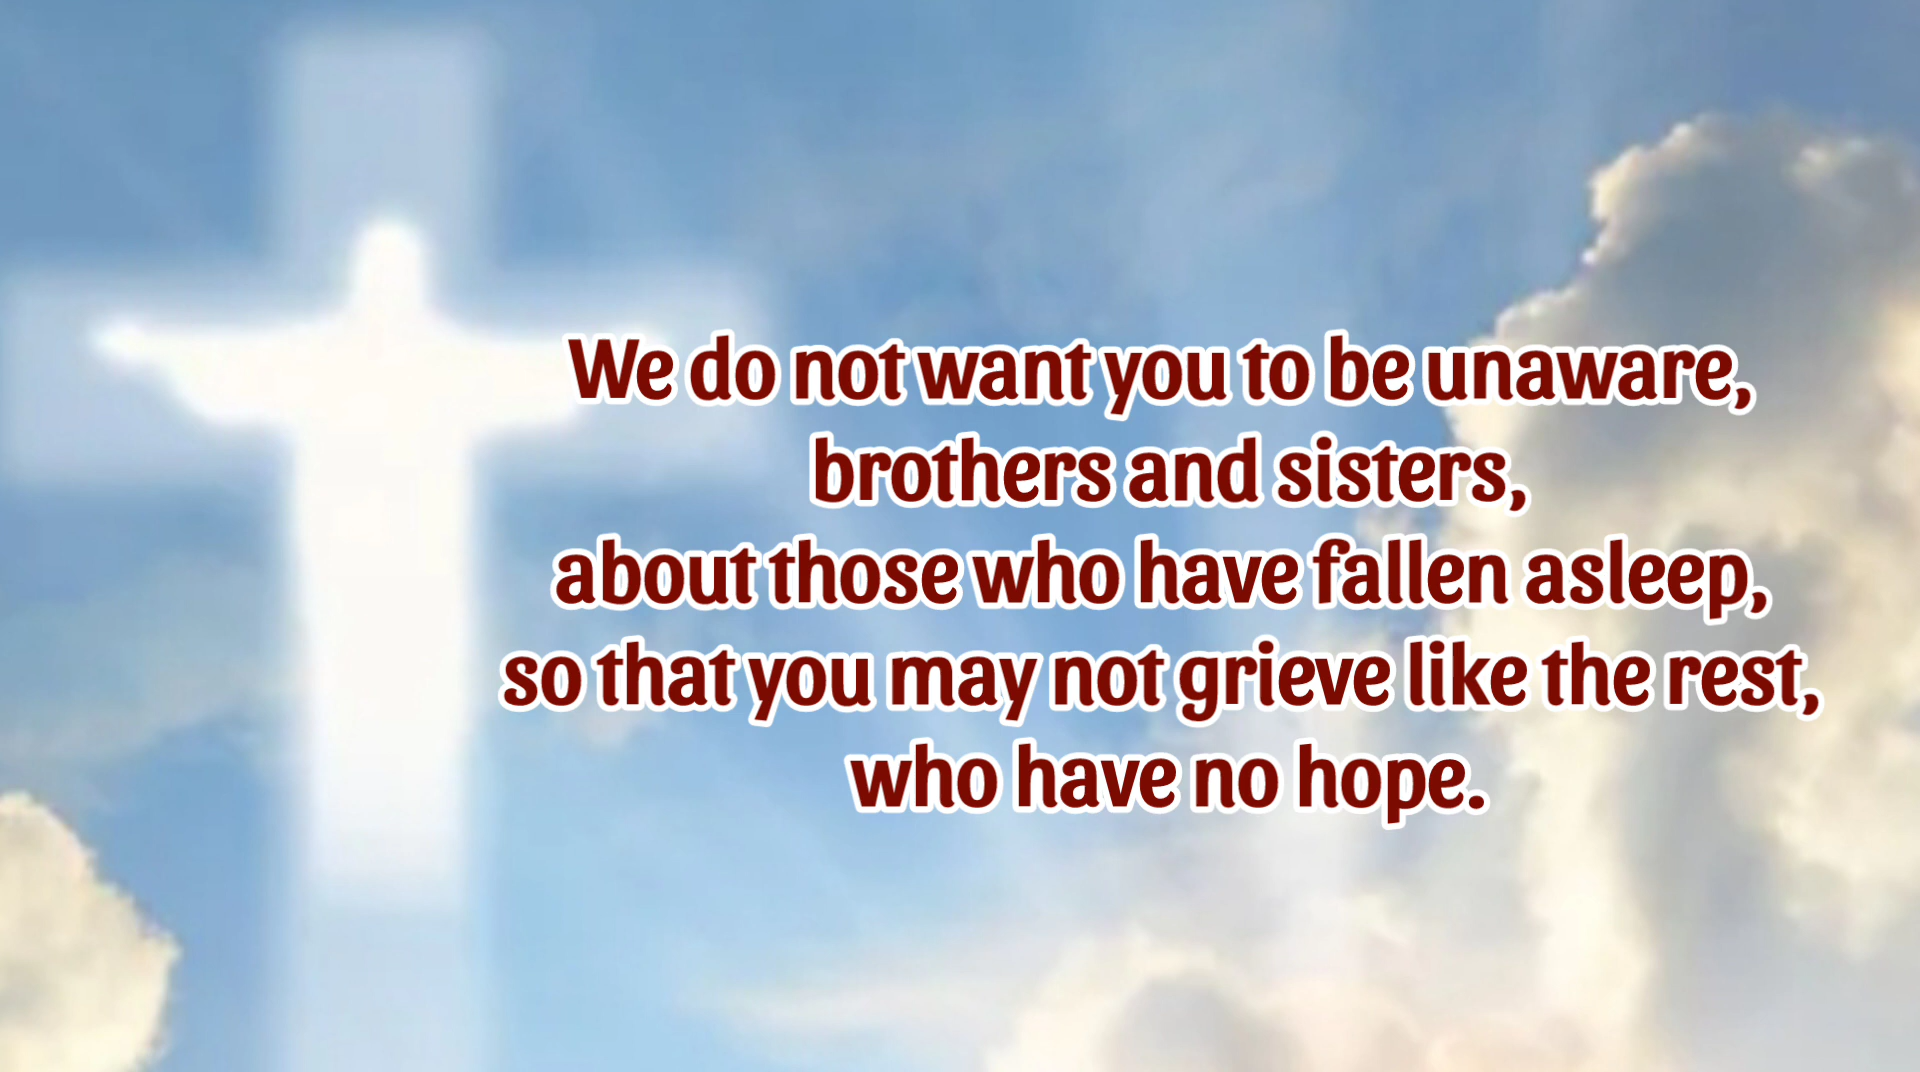 We do not want you to be unaware,
brothers and sisters,
about those who have fallen asleep,
so that you may not grieve like the rest,
who have no hope.